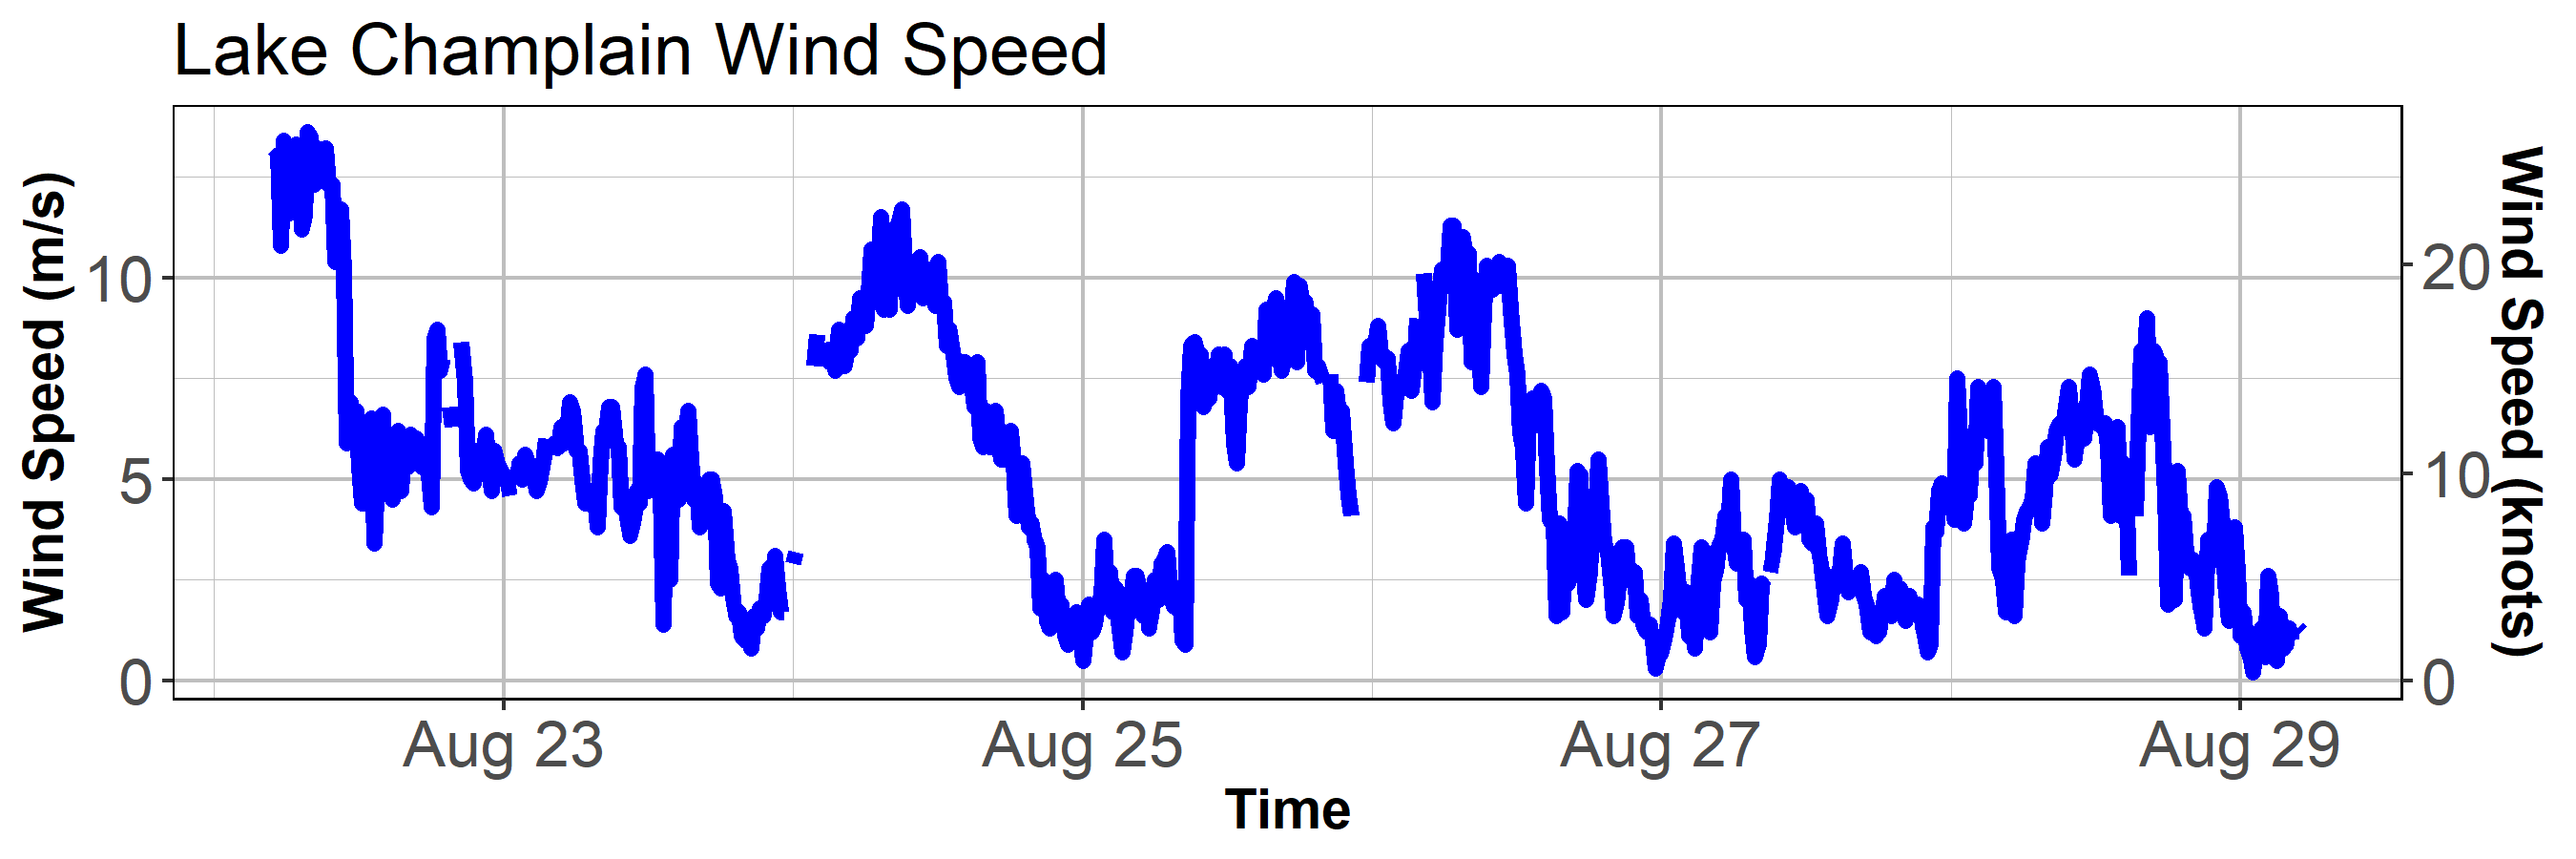 Lake Champlain Wind Speed
Wind Speed (m/s)
10
5
0
20
10
0
Wind Speed (knots)
Aug 23
Aug 25
Aug 27
Aug 29
Time